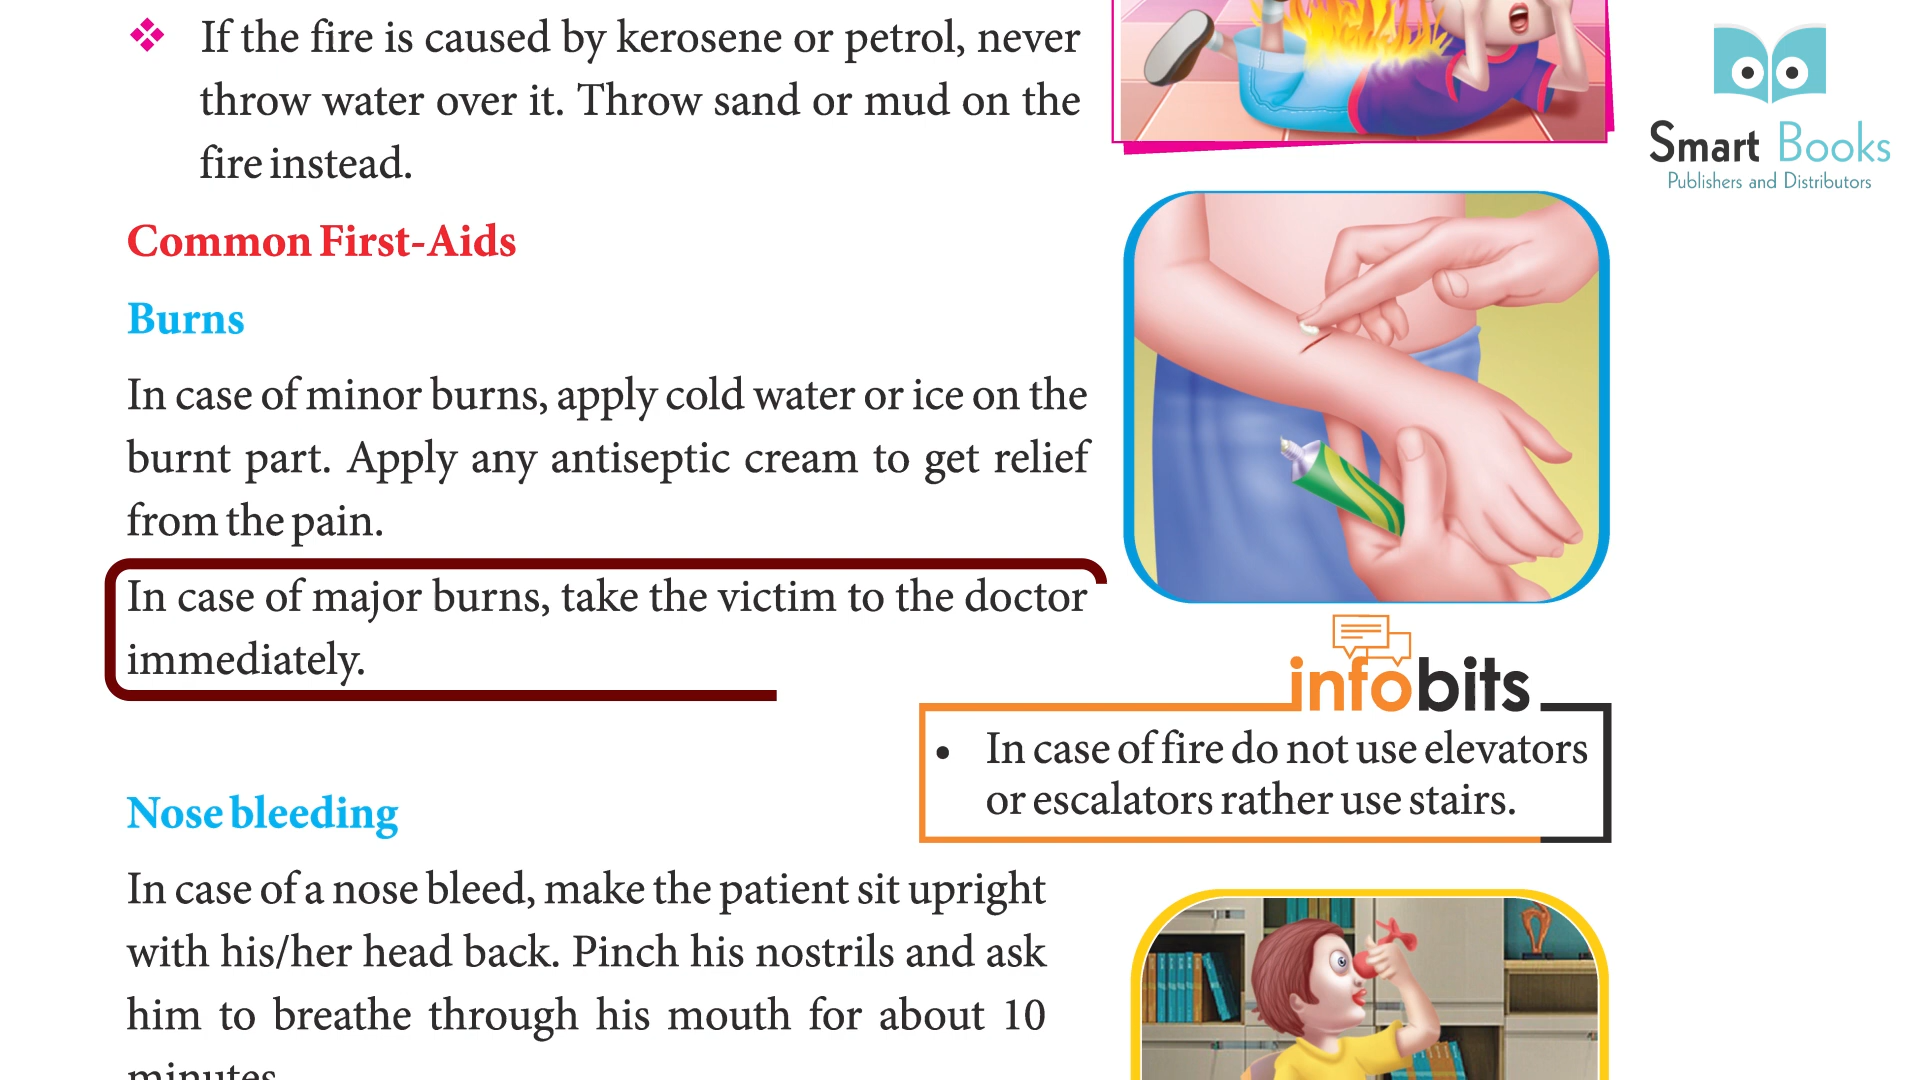 If the fire is caused by kerosene or petrol, never
throw water over it. Throw sand or mud on the
fire instead.
Smart Books
Publishers and Distributors
Common First-Aids
Burns
In case of minor burns, apply cold water or ice on the
burnt part. Apply any antiseptic cream to get relief
from the pain.
In case of major burns, take the victim to the doctor
immediately.
infobits
• In case of fire do not use elevators
or escalators rather use stairs.
Nose bleeding
In case of a nose bleed, make the patient sit upright
with his/her head back. Pinch his nostrils and ask
him to breathe through his mouth for about 10
minutes